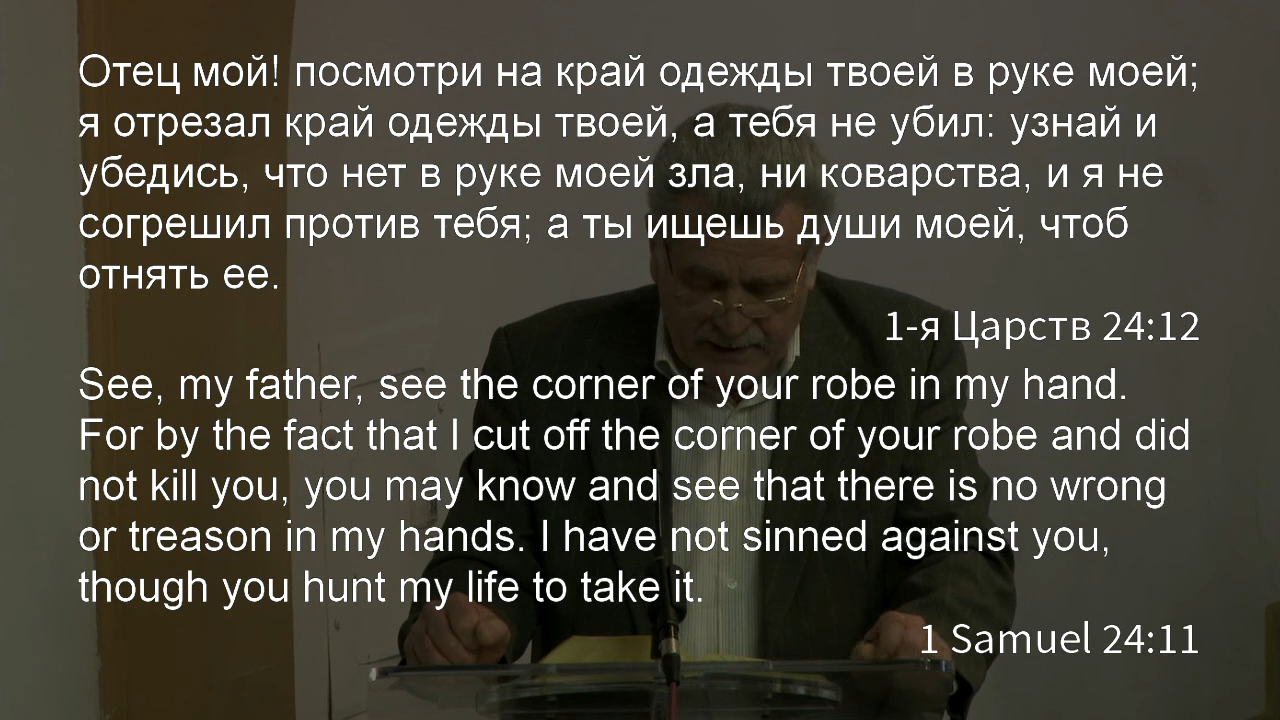 Отец мой! посмотри на край одежды твоей в руке моей;
я отрезал край одежды твоей, а тебя не убил: узнай и
убедись, что нет в руке моей зла, ни коварства, и я не
согрешил против тебя; а ты ищешь души моей, чтоб
отнять ее.
1-я Царств 24:12
See, my father, see the corner of your robe in my hand.
For by the fact that I cut off the corner of your robe and did
not kill you, you may know and see that there is no wrong
or treason in my hands. I have not sinned against you,
though you hunt my life to take it.
1 Samuel 24:11